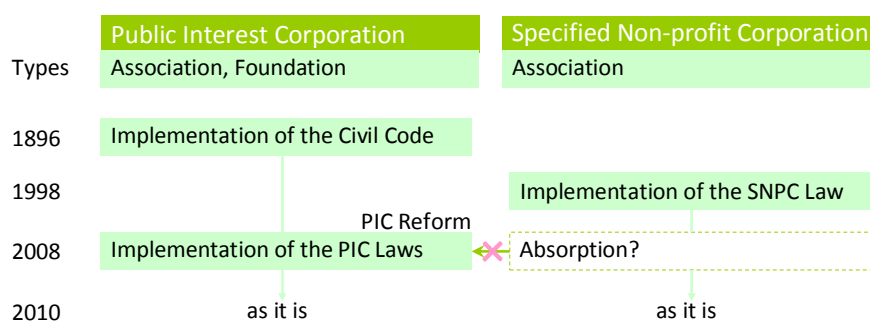 Public Interest Corporation Specified Non-profit Corporation
Types Association, Foundation Association
1896 Implementation of the Civil Code
1998 Implementation of the SNPC Law
PIC Reform
2008 Implementation of the PIC Laws Absorption?
2010 as it is as it is